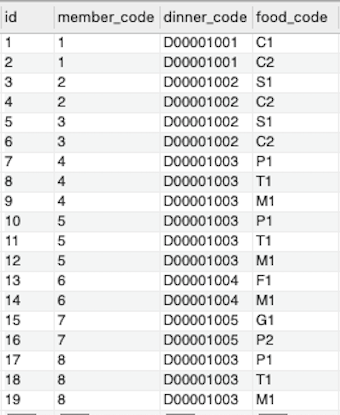 id member_code dinner_code food_code
1 1 D00001001 C1
2 1 D00001001 C2
3 2 D00001002 S1
4 2 D00001002 C2
5 3 D00001002 S1
6 3 D00001002 C2
7 4 D00001003 P1
8 4 D00001003 T1
9 4 D00001003 M1
10 5 D00001003 P1
11 5 D00001003 T1
12 5 D00001003 M1
13 6 D00001004 F1
14 6 D00001004 M1
15 7 D00001005 G1
16 7 D00001005 P2
17 8 D00001003 P1
18 8 D00001003 T1
19 8 D00001003 M1